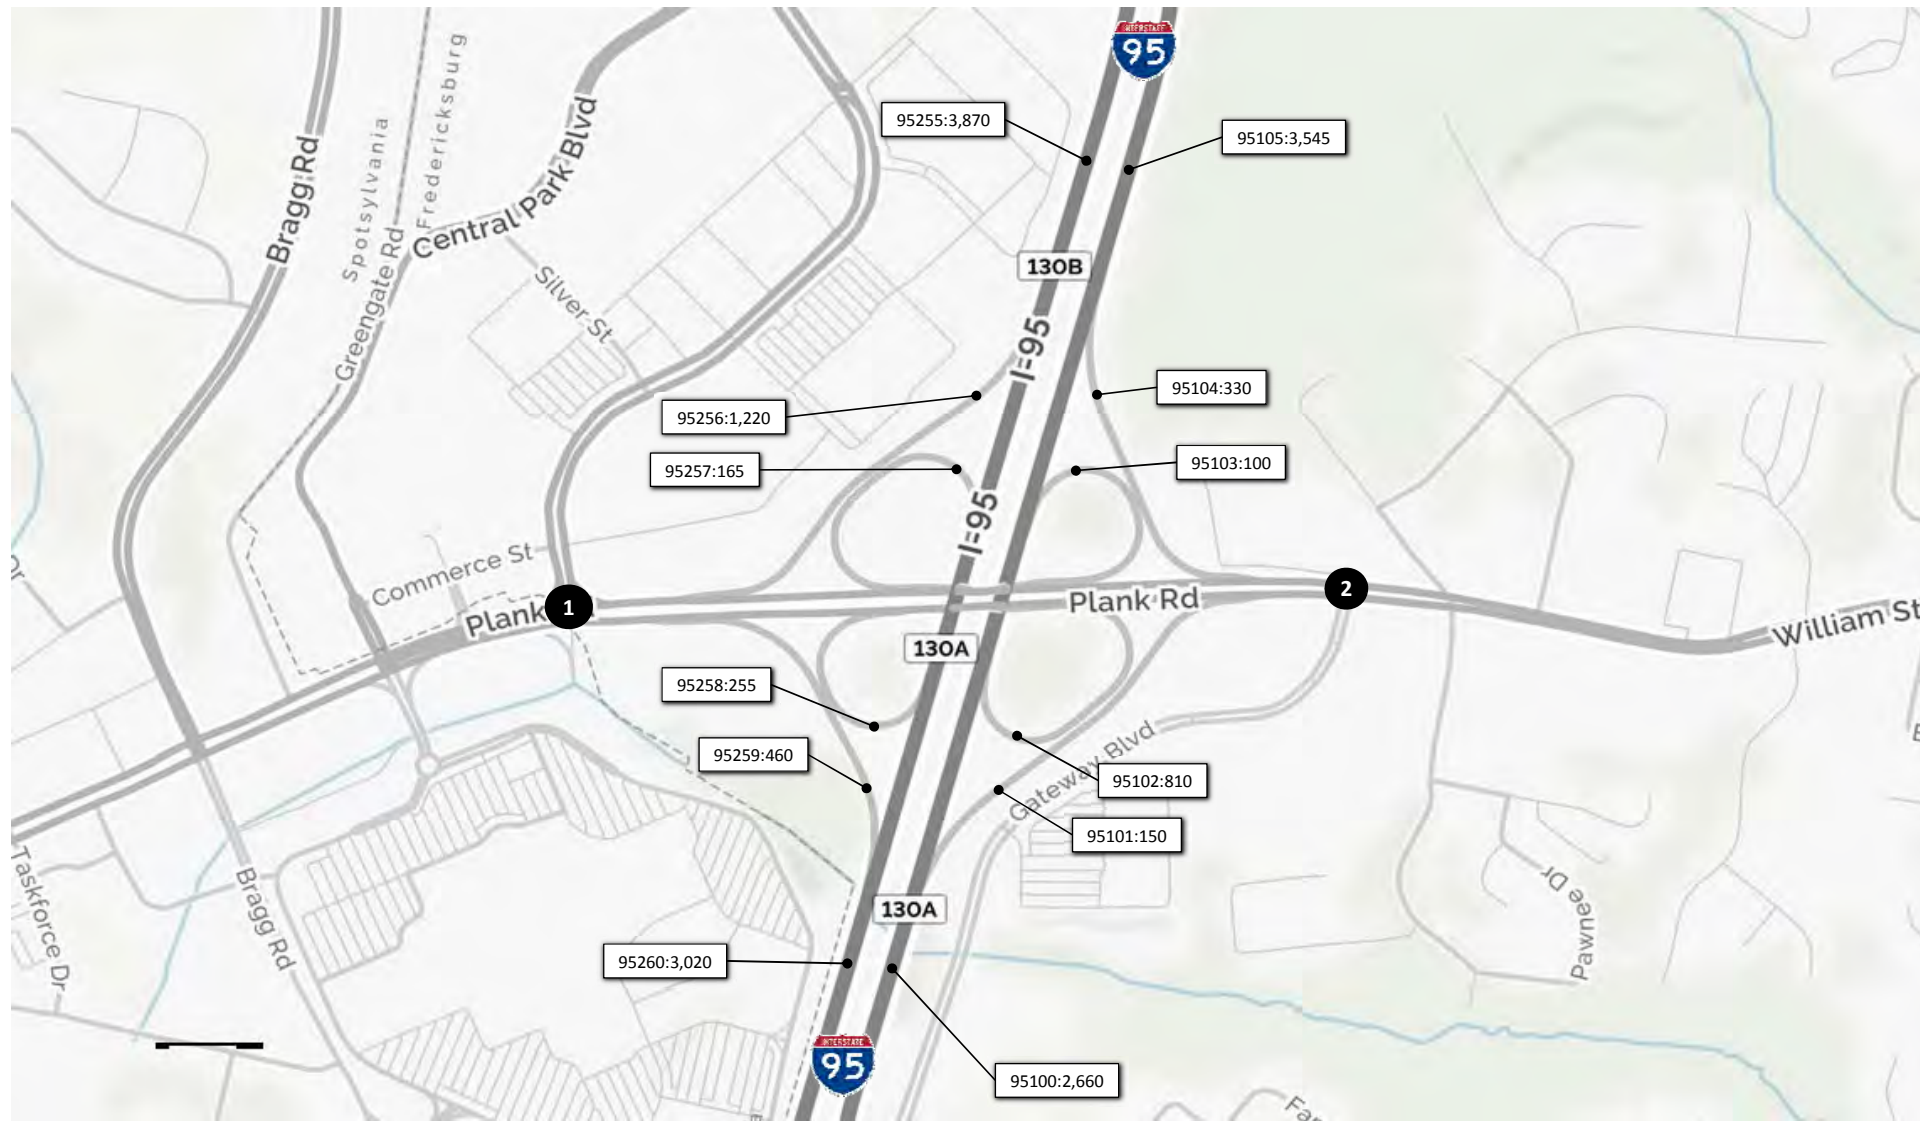 INTERSTATE
95
Bragg Rd
Spotsylvania
Fredericksburg
Greengate Rd
Central Park Blvd
Silver St
95255:3,870
95105:3,545
130B
I-95
95256:1,220
95104:330
95257:165
95103:100
I-95
Commerce St
Plank
1
Plank Rd
2
William St
130A
95258:255
95259:460
Gateway Blvd
95102:810
95101:150
Taskforce Dr
Bragg Rd
130A
Pawnee Dr
95260:3,020
INTERSTATE
95
95100:2,660